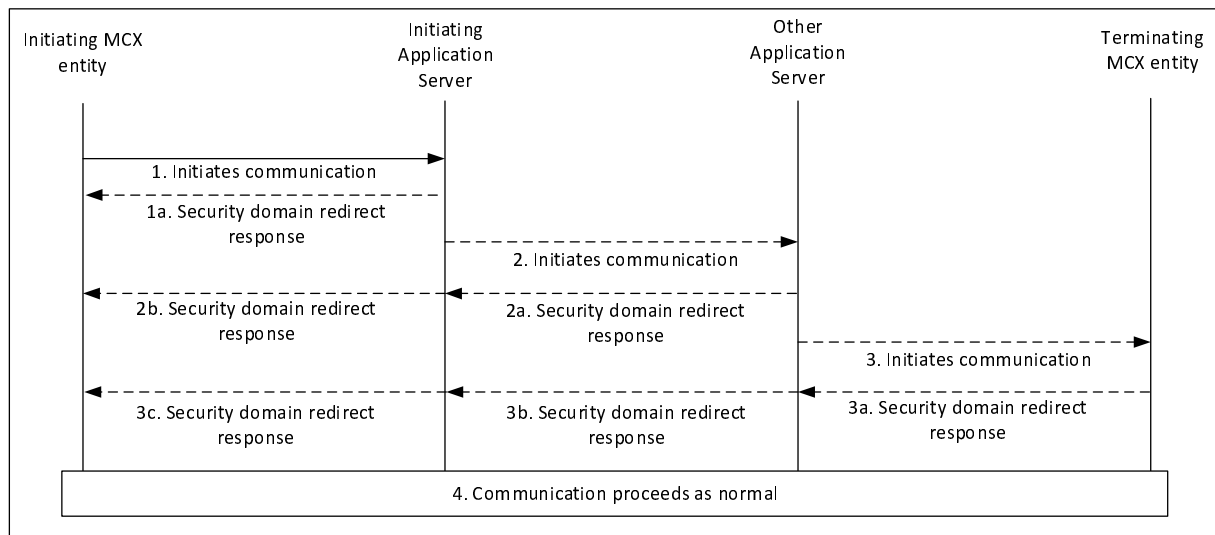 Initiating MCX
entity
Initiating
Application
Server
Other
Application
Server
Terminating
MCX entity
1. Initiates communication
1a. Security domain redirect
response
2. Initiates communication
2b. Security domain redirect
response
2a. Security domain redirect
response
3. Initiates communication
3c. Security domain redirect
response
3b. Security domain redirect
response
3a. Security domain redirect
response
4. Communication proceeds as normal